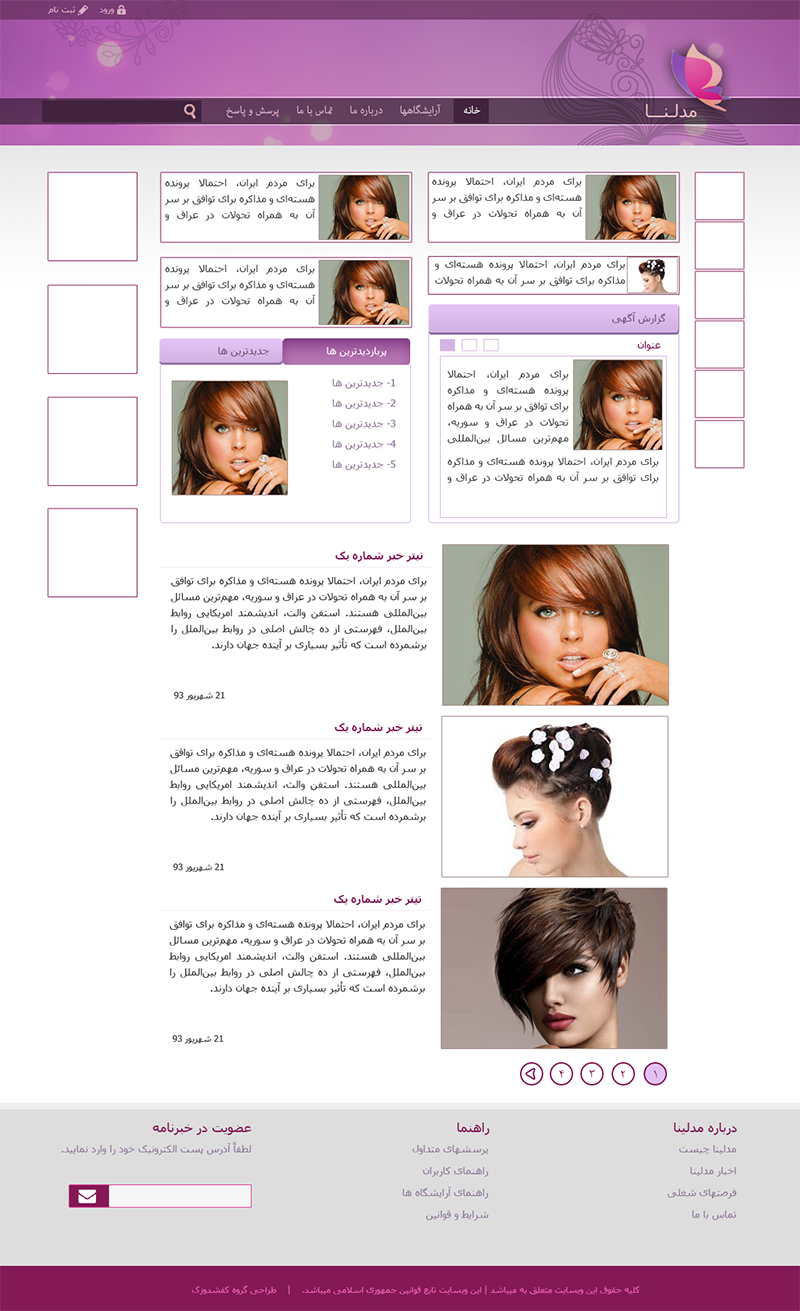 ورود
ثبت نام
مدلـنــا
خانه
آرایشگاهها
درباره ما
تماس با ما
پرسش و پاسخ
برای مردم ایران، احتمالا پرونده
هسته‌ای و مذاکره برای توافق بر سر
آن به همراه تحولات در عراق و
برای مردم ایران، احتمالا پرونده
هسته‌ای و مذاکره برای توافق بر سر
آن به همراه تحولات در عراق و
برای مردم ایران، احتمالا پرونده هسته‌ای و
مذاکره برای توافق بر سر آن به همراه تحولات
برای مردم ایران، احتمالا پرونده
هسته‌ای و مذاکره برای توافق بر سر
آن به همراه تحولات در عراق و
گزارش آگهی
عنوان
برای مردم ایران، احتمالا
پرونده هسته‌ای و مذاکره
برای توافق بر سر آن به همراه
تحولات در عراق و سوریه،
مهم‌ترین مسائل بین‌المللی
برای مردم ایران، احتمالا پرونده هسته‌ای و مذاکره
برای توافق بر سر آن به همراه تحولات در عراق و
پربازدیدترین ها
جدیدترین ها
1- جدیدترین ها
2- جدیدترین ها
3- جدیدترین ها
4- جدیدترین ها
5- جدیدترین ها
تیتر خبر شماره یک
برای مردم ایران، احتمالا پرونده هسته‌ای و مذاکره برای توافق
بر سر آن به همراه تحولات در عراق و سوریه، مهم‌ترین مسائل
بین‌المللی هستند. استفن والت، اندیشمند امریکایی روابط
بین‌الملل، فهرستی از ده چالش اصلی در روابط بین‌الملل را
برشمرده است که تأثیر بسیاری بر آینده جهان دارند.
21 شهریور 93
تیتر خبر شماره یک
برای مردم ایران، احتمالا پرونده هسته‌ای و مذاکره برای توافق
بر سر آن به همراه تحولات در عراق و سوریه، مهم‌ترین مسائل
بین‌المللی هستند. استفن والت، اندیشمند امریکایی روابط
بین‌الملل، فهرستی از ده چالش اصلی در روابط بین‌الملل را
برشمرده است که تأثیر بسیاری بر آینده جهان دارند.
21 شهریور 93
تیتر خبر شماره یک
برای مردم ایران، احتمالا پرونده هسته‌ای و مذاکره برای توافق
بر سر آن به همراه تحولات در عراق و سوریه، مهم‌ترین مسائل
بین‌المللی هستند. استفن والت، اندیشمند امریکایی روابط
بین‌الملل، فهرستی از ده چالش اصلی در روابط بین‌الملل را
برشمرده است که تأثیر بسیاری بر آینده جهان دارند.
21 شهریور 93
۱ ۲ ۳ ۴
درباره مدلینا
مدلینا چیست
اخبار مدلینا
فرصتهای شغلی
تماس با ما
راهنما
پرسشهای متداول
راهنمای کاربران
راهنمای آرایشگاه ها
شرایط و قوانین
عضویت در خبرنامه
لطفاً آدرس پست الکترونیک خود را وارد نمایید.
کلیه حقوق این وبسایت متعلق به میباشد | این وبسایت تابع قوانین جمهوری اسلامی میباشد. | طراحی گروه کفشدوزک